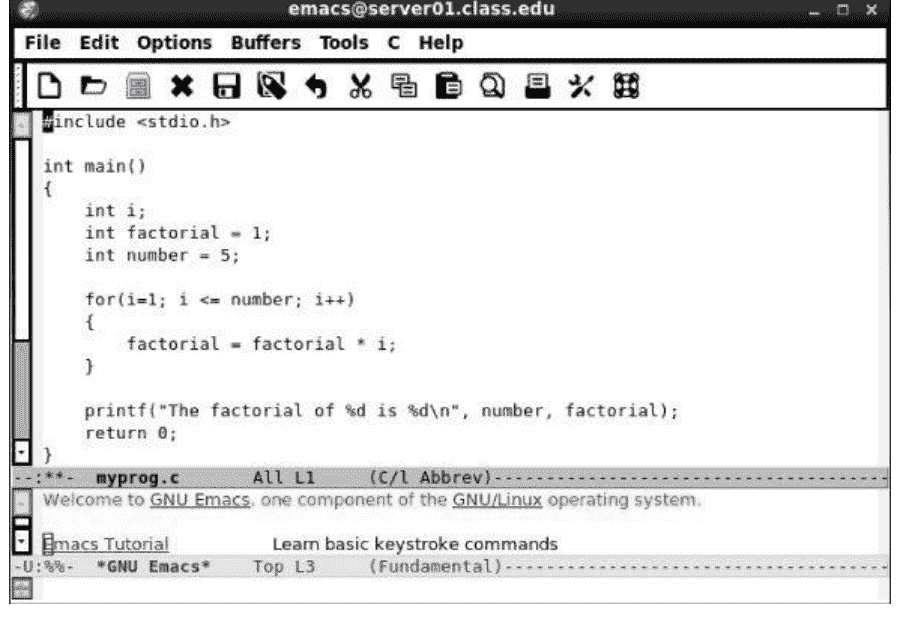 emacs@server01.class.edu
File Edit Options Buffers Tools C Help
#include <stdio.h>
int main()
{
    int i;
    int factorial = 1;
    int number = 5;
    for(i=1; i <= number; i++)
    {
        factorial = factorial * i;
    }
    printf("The factorial of %d is %d\n", number, factorial);
    return 0;
}
--:**-  myprog.c       All L1     (C/l Abbrev)--------------------------------------
Welcome to GNU Emacs, one component of the GNU/Linux operating system.
Emacs Tutorial          Learn basic keystroke commands
-U:%%-  *GNU Emacs*    Top L3     (Fundamental)-------------------------------------